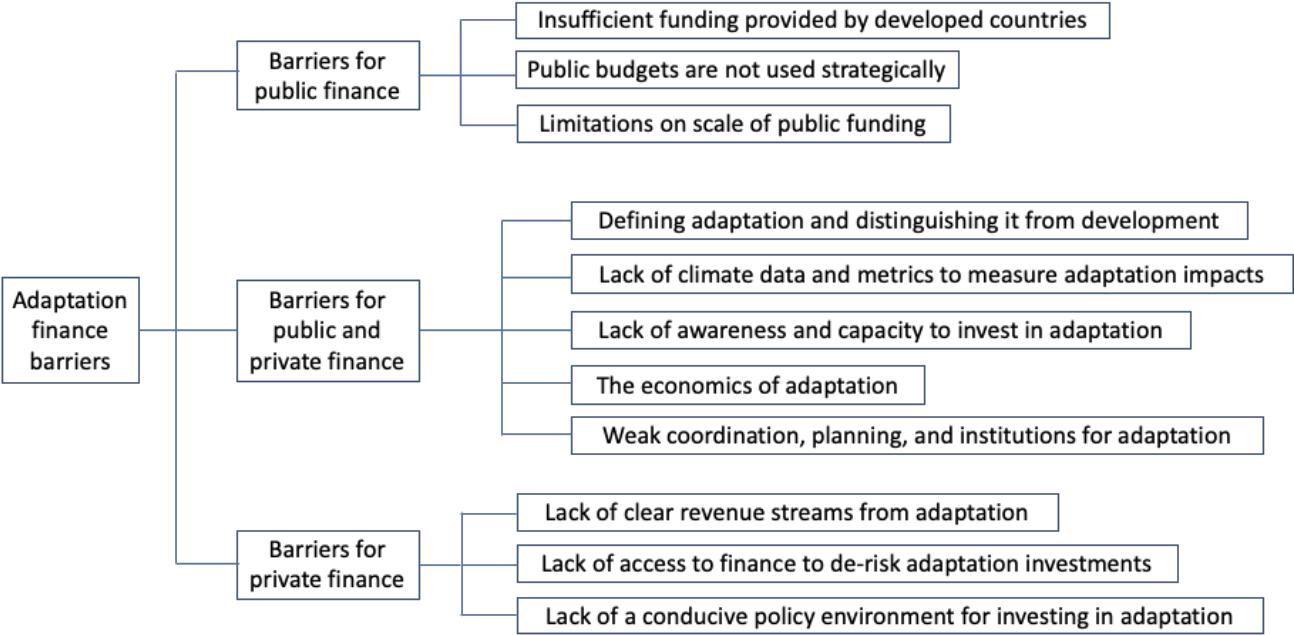 Adaptation
finance
barriers
Barriers for
public finance
Insufficient funding provided by developed countries
Public budgets are not used strategically
Limitations on scale of public funding
Barriers for
public and
private finance
Defining adaptation and distinguishing it from development
Lack of climate data and metrics to measure adaptation impacts
Lack of awareness and capacity to invest in adaptation
The economics of adaptation
Weak coordination, planning, and institutions for adaptation
Barriers for
private finance
Lack of clear revenue streams from adaptation
Lack of access to finance to de-risk adaptation investments
Lack of a conducive policy environment for investing in adaptation